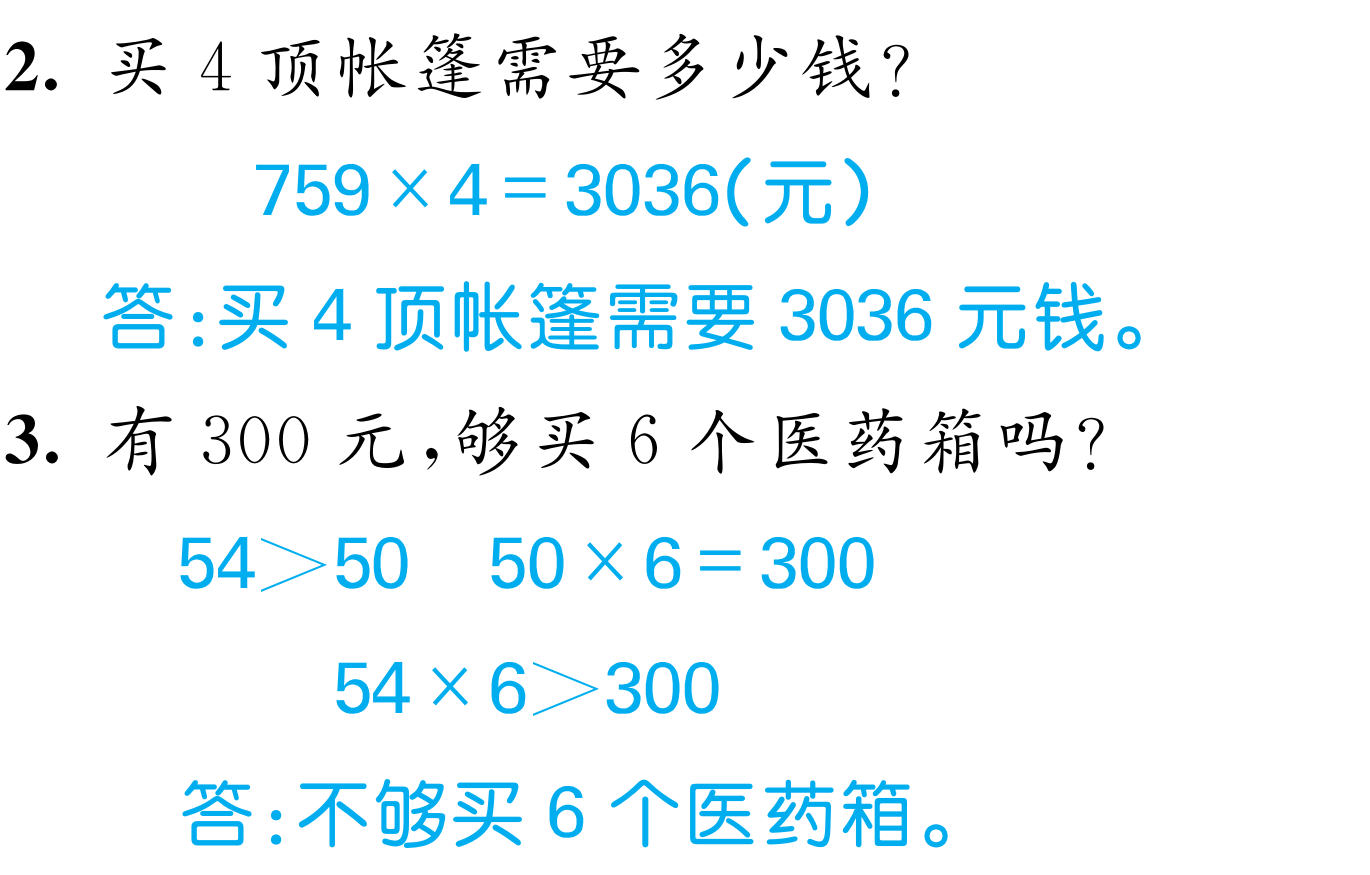 2. 买 4 顶帐篷需要多少钱?
759×4=3036(元)
答:买 4 顶帐篷需要 3036 元钱。
3. 有 300 元,够买 6 个医药箱吗?
54>50 50×6=300
54×6>300
答:不够买 6 个医药箱。